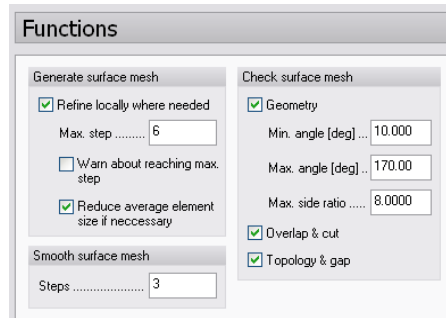 Functions
Generate surface mesh
Refine locally where needed
Max. step ......... 6
Warn about reaching max.
step
Reduce average element
size if neccessary
Smooth surface mesh
Steps ...................... 3
Check surface mesh
Geometry
Min. angle [deg] ... 10.000
Max. angle [deg] .. 170.00
Max. side ratio ..... 8.0000
Overlap & cut
Topology & gap